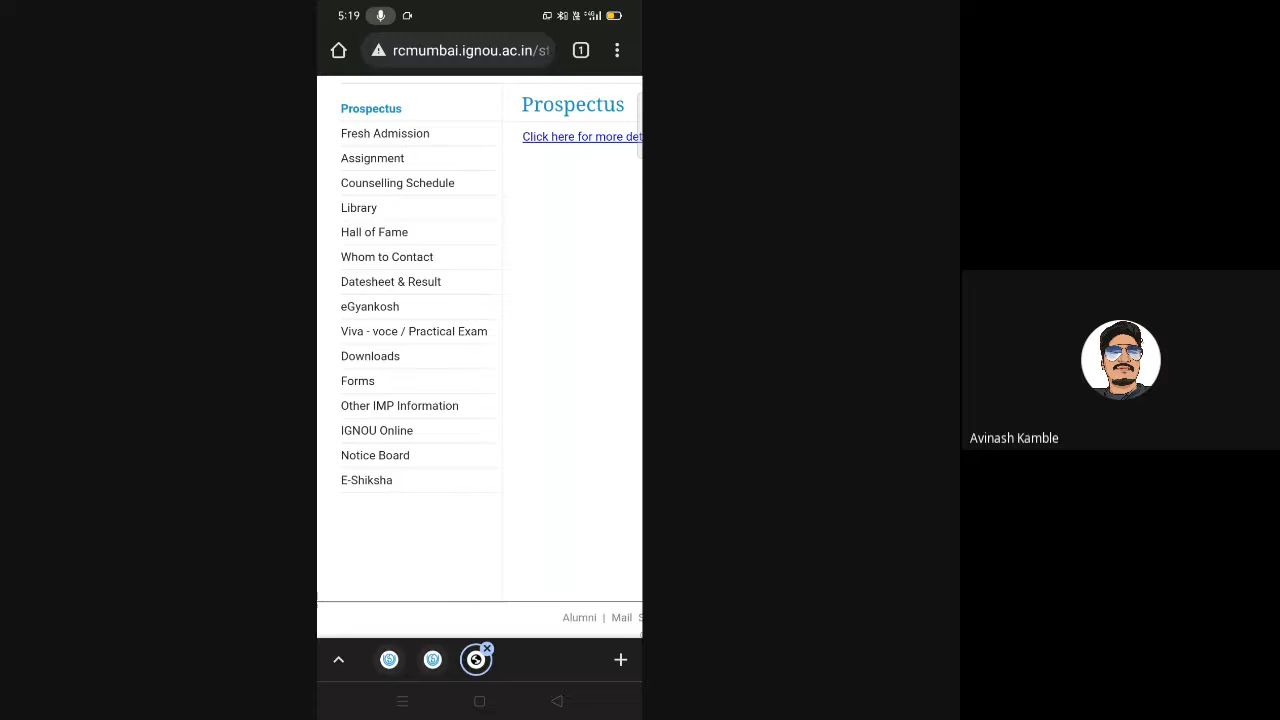 5:19
rcmumbai.ignou.ac.in/st
1
Prospectus
Fresh Admission
Assignment
Counselling Schedule
Library
Hall of Fame
Whom to Contact
Datesheet & Result
eGyankosh
Viva - voce / Practical Exam
Downloads
Forms
Other IMP Information
IGNOU Online
Notice Board
E-Shiksha
Prospectus
Click here for more det
Alumni | Mail S
Avinash Kamble